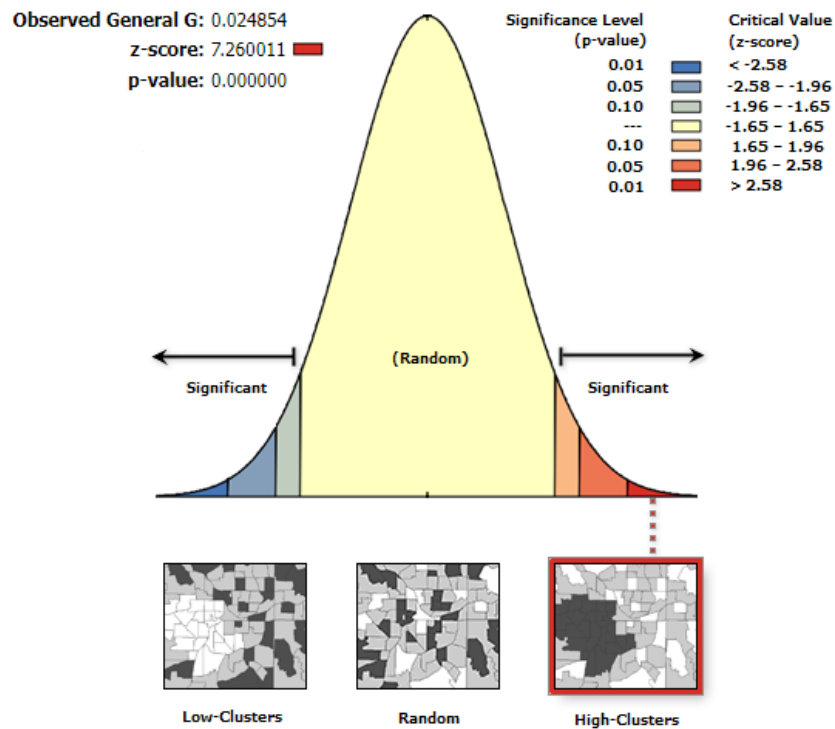 Observed General G: 0.024854
z-score: 7.260011
p-value: 0.000000
Significance Level
(p-value)
Critical Value
(z-score)
0.01 < -2.58
0.05 -2.58 – -1.96
0.10 -1.96 – -1.65
--- -1.65 – 1.65
0.10 1.65 – 1.96
0.05 1.96 – 2.58
0.01 > 2.58
(Random)
Significant
Significant
Low-Clusters
Random
High-Clusters